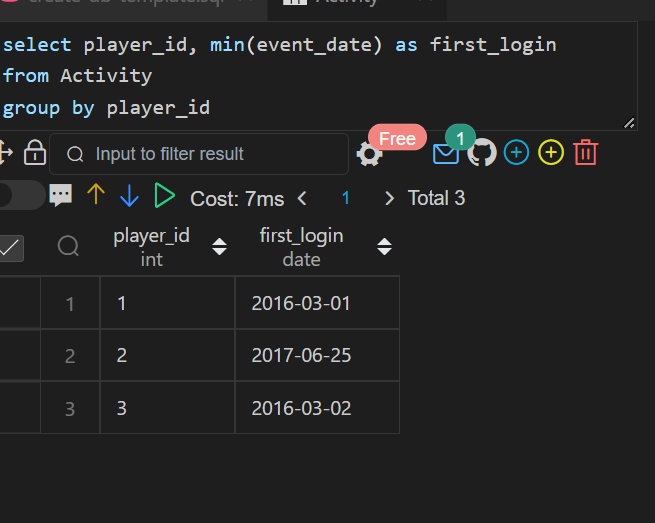 create-db-template.sql
Activity
select player_id, min(event_date) as first_login
from Activity
group by player_id
Input to filter result
Free
1
Cost: 7ms
1
Total 3
player_id
first_login
int
date
1 1 2016-03-01
2 2 2017-06-25
3 3 2016-03-02